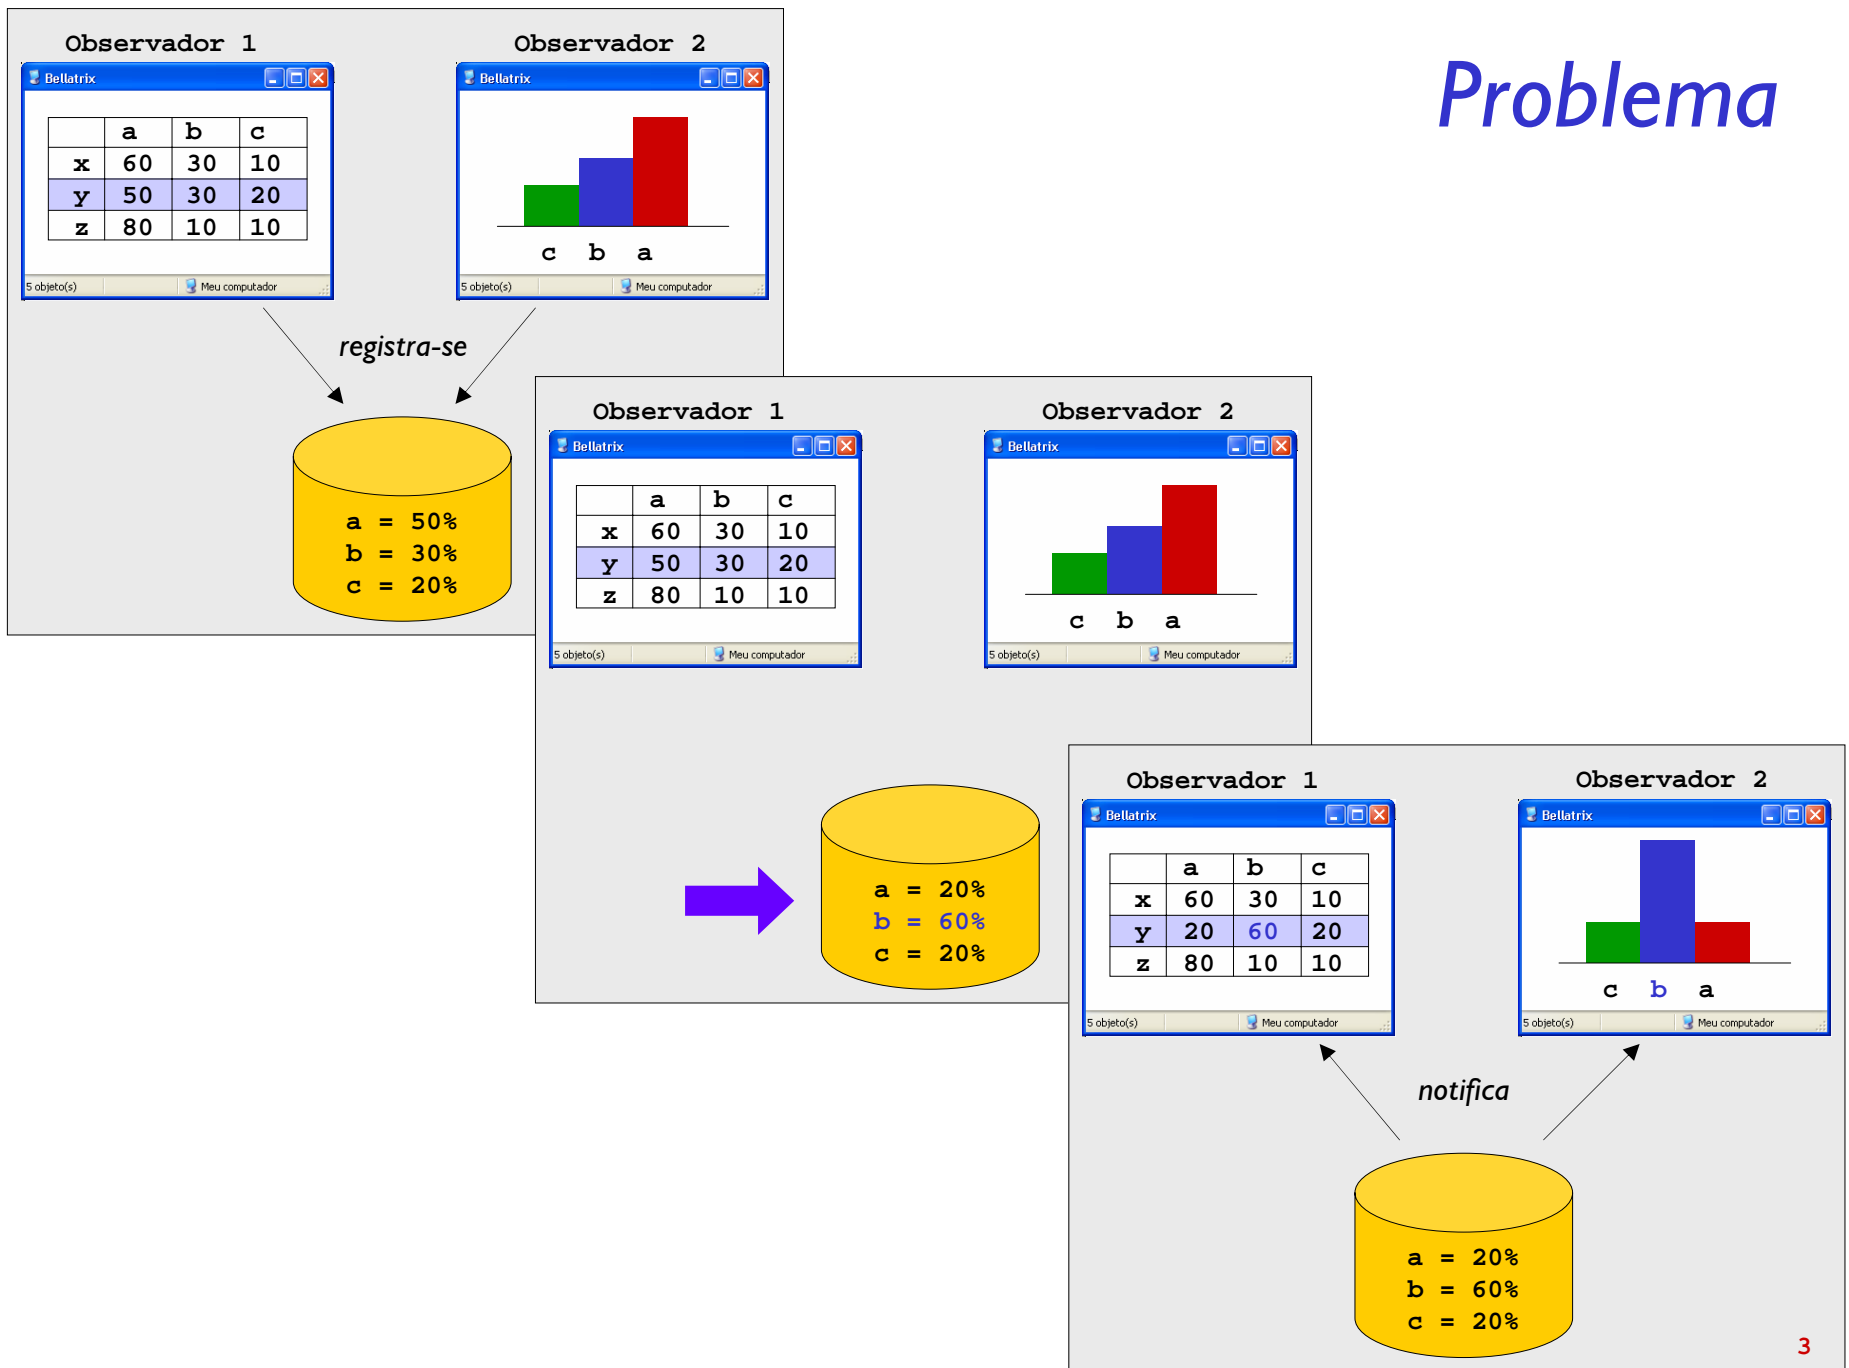 Problema
Observador 1
Observador 2
Bellatrix
Bellatrix
a b c
x 60 30 10
y 50 30 20
z 80 10 10
c b a
5 objeto(s) Meu computador
5 objeto(s) Meu computador
registra-se
a = 50%
b = 30%
c = 20%
Observador 1
Observador 2
Bellatrix
Bellatrix
a b c
x 60 30 10
y 50 30 20
z 80 10 10
c b a
5 objeto(s) Meu computador
5 objeto(s) Meu computador
a = 20%
b = 60%
c = 20%
Observador 1
Observador 2
Bellatrix
Bellatrix
a b c
x 60 30 10
y 20 60 20
z 80 10 10
c b a
5 objeto(s) Meu computador
5 objeto(s) Meu computador
notifica
a = 20%
b = 60%
c = 20%
3